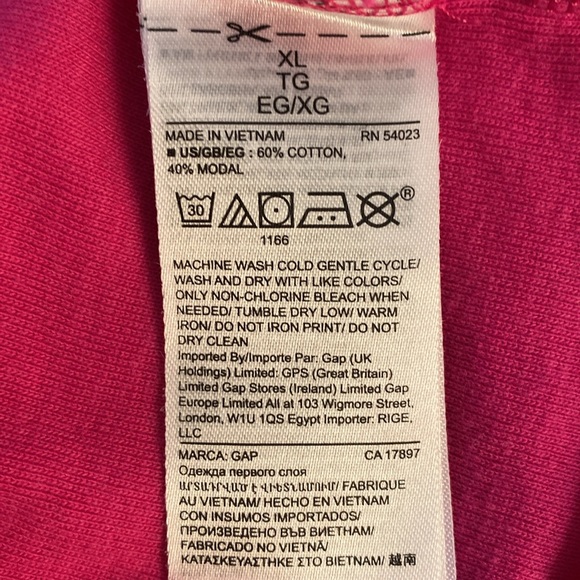 XL
TG
EG/XG
MADE IN VIETNAM RN 54023
■ US/GB/EG : 60% COTTON,
40% MODAL
30
®
1166
MACHINE WASH COLD GENTLE CYCLE/
WASH AND DRY WITH LIKE COLORS/
ONLY NON-CHLORINE BLEACH WHEN
NEEDED/ TUMBLE DRY LOW/ WARM
IRON/ DO NOT IRON PRINT/ DO NOT
DRY CLEAN
Imported By/Importe Par: Gap (UK
Holdings) Limited: GPS (Great Britain)
Limited Gap Stores (Ireland) Limited Gap
Europe Limited All at 103 Wigmore Street,
London, W1U 1QS Egypt Importer: RIGE,
LLC
MARCA: GAP CA 17897
Одежда первого слоя
ԱՐՏԱԴՐՎԱԾ Է ՎԻԵՏՆԱՄՈՒՄ/ FABRIQUE
AU VIETNAM/ HECHO EN VIETNAM
CON INSUMOS IMPORTADOS/
ПРОИЗВЕДЕНО ВЪВ ВИЕТНАМ/
FABRICADO NO VIETNÃ/
ΚΑΤΑΣΚΕΥΑΣΤΗΚΕ ΣΤΟ ΒΙΕΤΝΑΜ/ 越南